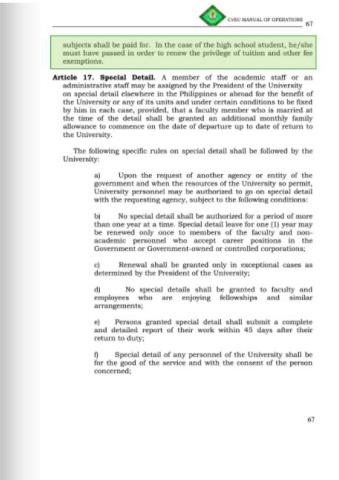 CvSU MANUAL OF OPERATIONS
67
subjects shall be paid for. In the case of the high school student, he/she
must have passed in order to renew the privilege of tuition and other fee
exemptions.
Article 17. Special Detail. A member of the academic staff or an
administrative staff may be assigned by the President of the University
on special detail elsewhere in the Philippines or abroad for the benefit of
the University or any of its units and under certain conditions to be fixed
by him in each case, provided, that a faculty member who is married at
the time of the detail shall be granted an additional monthly family
allowance to commence on the date of departure up to date of return to
the University.
The following specific rules on special detail shall be followed by the
University:
a) Upon the request of another agency or entity of the
government and when the resources of the University so permit,
University personnel may be authorized to go on special detail
with the requesting agency, subject to the following conditions:
b) No special detail shall be authorized for a period of more
than one year at a time. Special detail leave for one (1) year may
be renewed only once to members of the faculty and non-
academic personnel who accept career positions in the
Government or Government-owned or controlled corporations;
c) Renewal shall be granted only in exceptional cases as
determined by the President of the University;
d) No special details shall be granted to faculty and
employees who are enjoying fellowships and similar
arrangements;
e) Persons granted special detail shall submit a complete
and detailed report of their work within 45 days after their
return to duty;
f) Special detail of any personnel of the University shall be
for the good of the service and with the consent of the person
concerned;
67